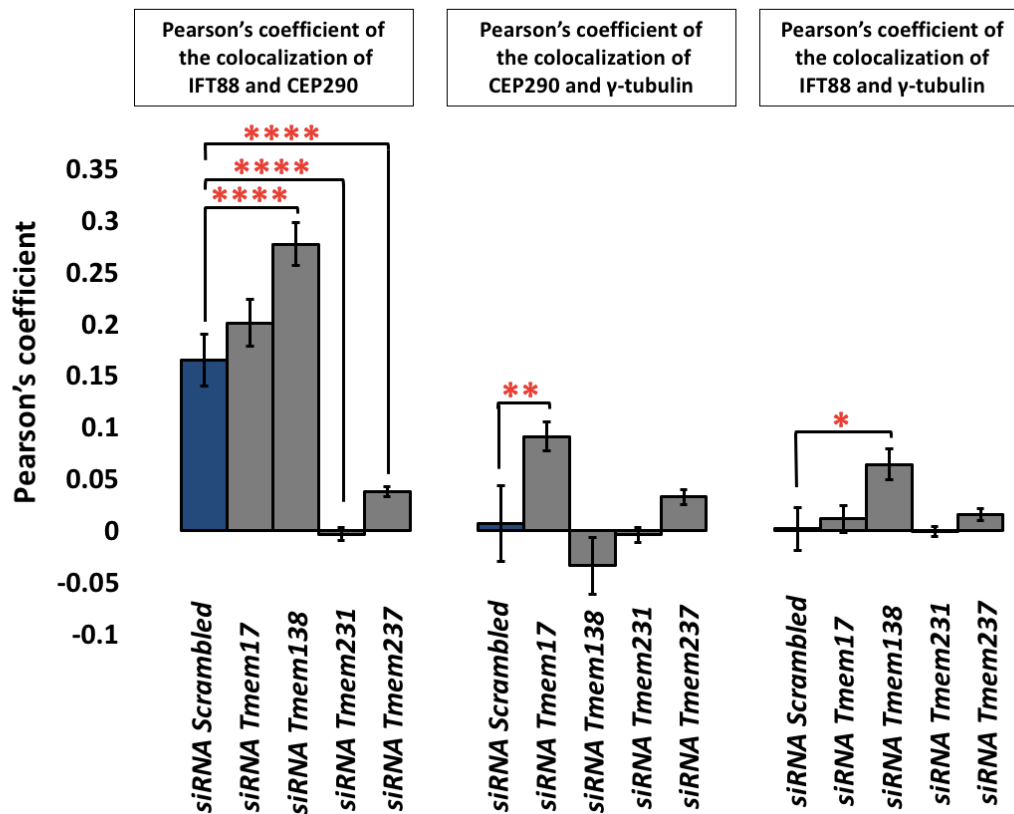 Pearson's coefficient of
the colocalization of
IFT88 and CEP290
Pearson's coefficient of
the colocalization of
CEP290 and γ-tubulin
Pearson's coefficient of
the colocalization of
IFT88 and γ-tubulin
Pearson's coefficient
0.35
0.3
0.25
0.2
0.15
0.1
0.05
0
-0.05
-0.1
****
****
****
**
*
siRNA Scrambled
siRNA Tmem17
siRNA Tmem138
siRNA Tmem231
siRNA Tmem237
siRNA Scrambled
siRNA Tmem17
siRNA Tmem138
siRNA Tmem231
siRNA Tmem237
siRNA Scrambled
siRNA Tmem17
siRNA Tmem138
siRNA Tmem231
siRNA Tmem237